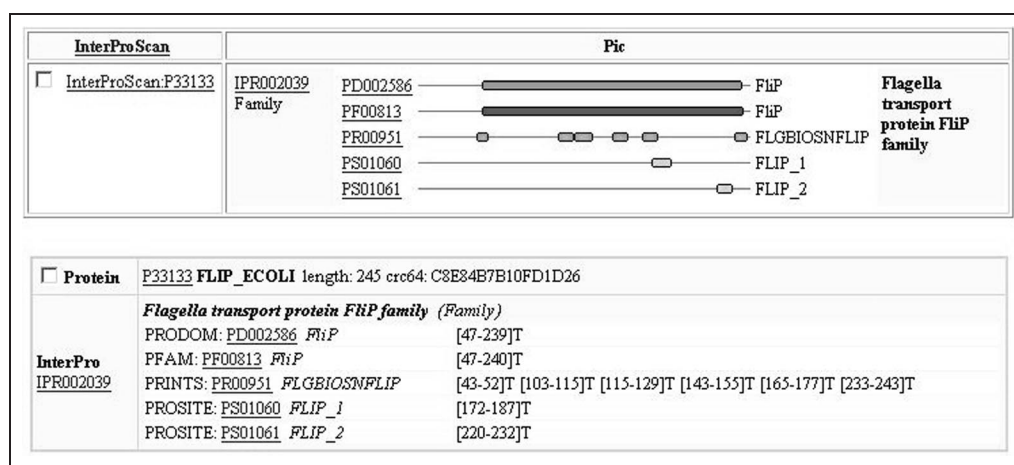 InterProScan Pic
InterProScan:P33133 IPR002039 PD002586 FliP Flagella
Family PF00813 FliP transport
PR00951 FLGBIOSNFLIP protein FliP
PS01060 FLIP_1 family
PS01061 FLIP_2
Protein P33133 FLIP_ECOLI length: 245 crc64: C8E84B7B10FD1D26
Flagella transport protein FliP family (Family)
PRODOM: PD002586 FliP [47-239]T
InterPro PFAM: PF00813 FliP [47-240]T
IPR002039 PRINTS: PR00951 FLGBIOSNFLIP [43-52]T [103-115]T [115-129]T [143-155]T [165-177]T [233-243]T
PROSITE: PS01060 FLIP_1 [172-187]T
PROSITE: PS01061 FLIP_2 [220-232]T